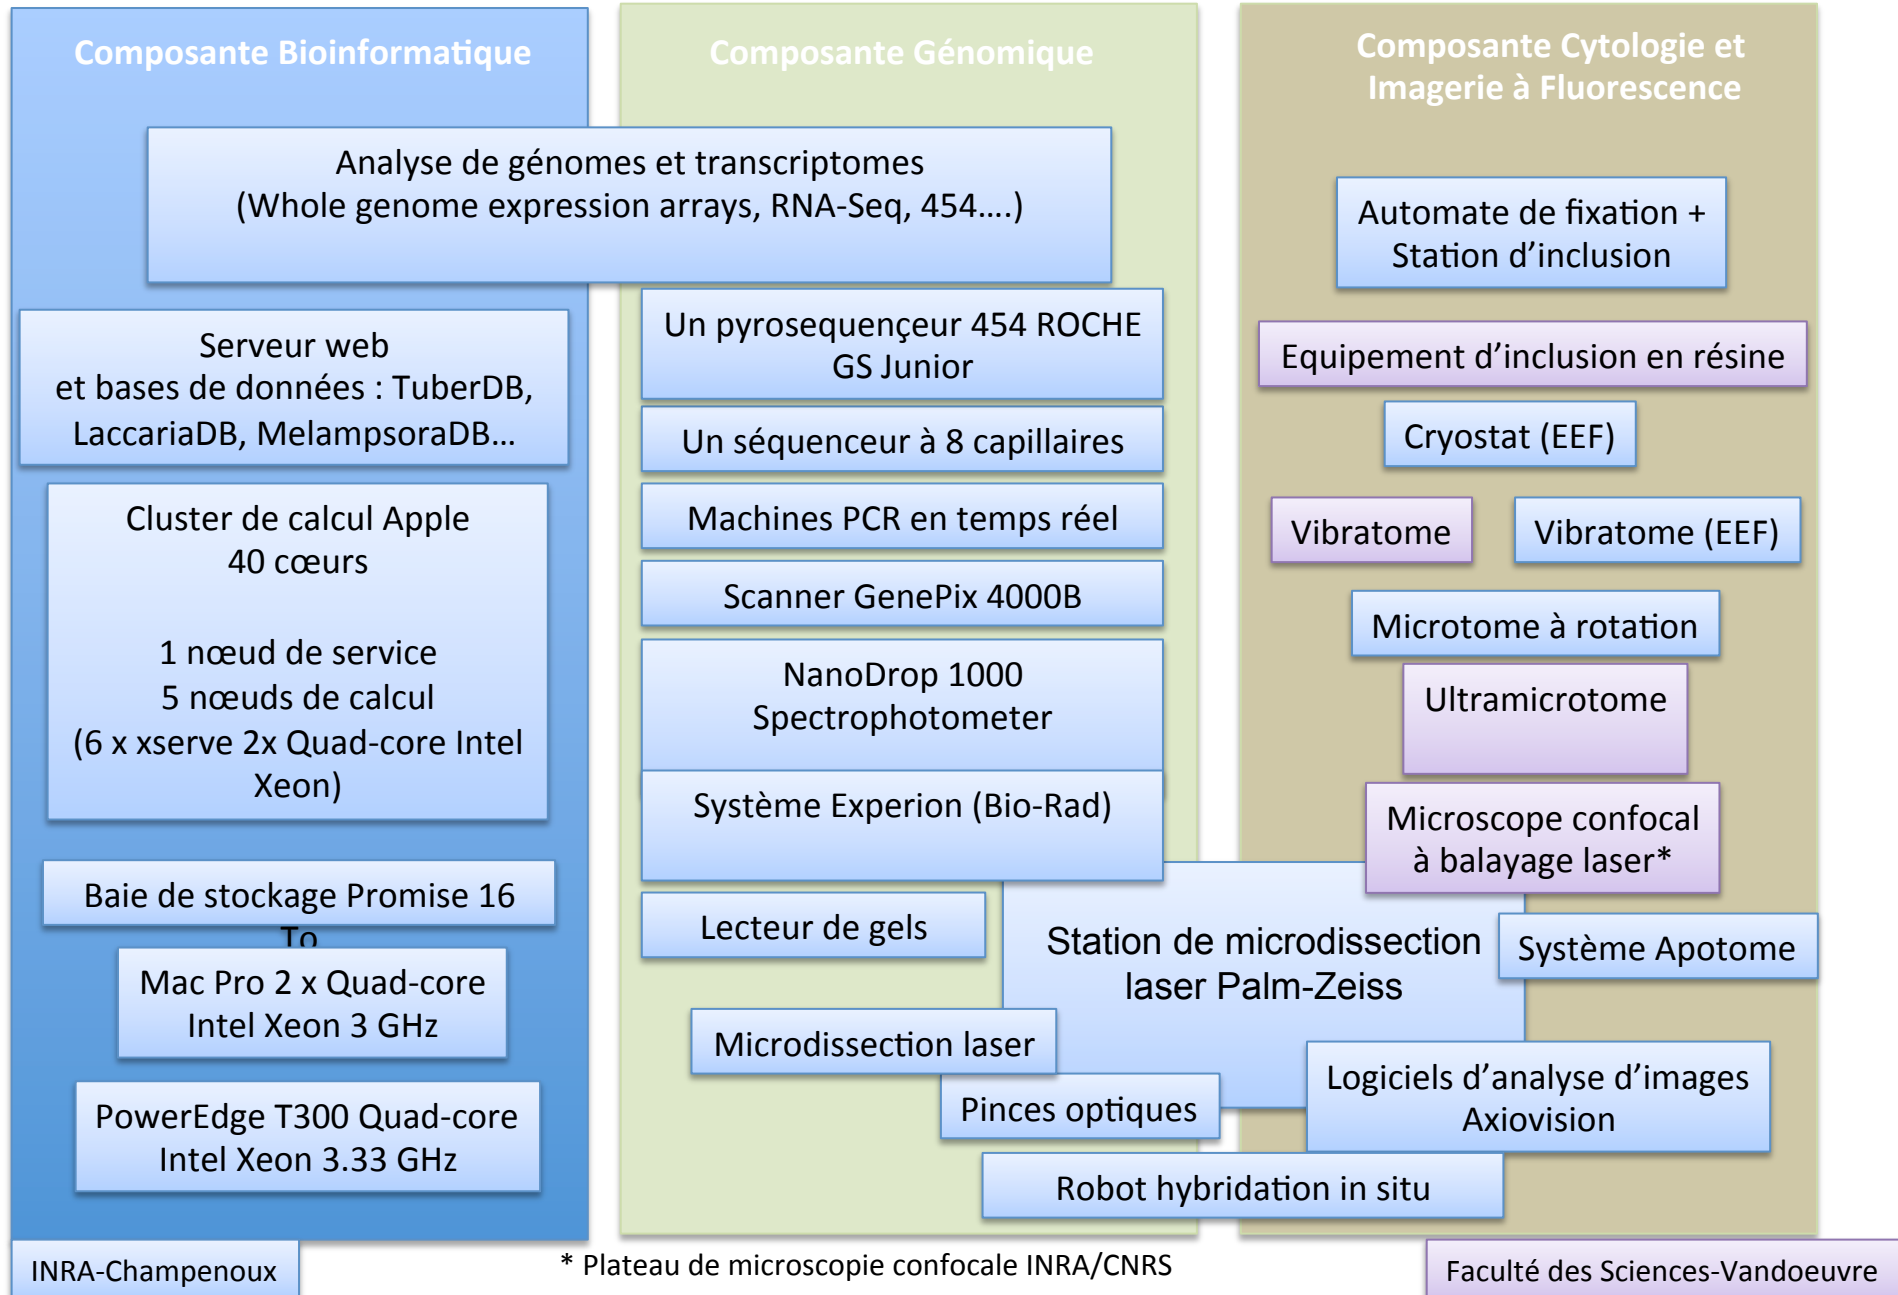 Composante Bioinformatique
Analyse de génomes et transcriptomes
(Whole genome expression arrays, RNA-Seq, 454....)
Serveur web
et bases de données : TuberDB,
LaccariaDB, MelampsoraDB...
Cluster de calcul Apple
40 cœurs
1 nœud de service
5 nœuds de calcul
(6 x xserve 2x Quad-core Intel
Xeon)
Baie de stockage Promise 16
To
Mac Pro 2 x Quad-core
Intel Xeon 3 GHz
PowerEdge T300 Quad-core
Intel Xeon 3.33 GHz
INRA-Champenoux
Composante Génomique
Un pyrosequençeur 454 ROCHE
GS Junior
Un séquenceur à 8 capillaires
Machines PCR en temps réel
Scanner GenePix 4000B
NanoDrop 1000
Spectrophotometer
Système Experion (Bio-Rad)
Lecteur de gels
Station de microdissection
laser Palm-Zeiss
Microdissection laser
Pinces optiques
Robot hybridation in situ
* Plateau de microscopie confocale INRA/CNRS
Composante Cytologie et
Imagerie à Fluorescence
Automate de fixation +
Station d’inclusion
Equipement d’inclusion en résine
Cryostat (EEF)
Vibratome
Vibratome (EEF)
Microtome à rotation
Ultramicrotome
Microscope confocal
à balayage laser*
Système Apotome
Logiciels d’analyse d’images
Axiovision
Faculté des Sciences-Vandoeuvre